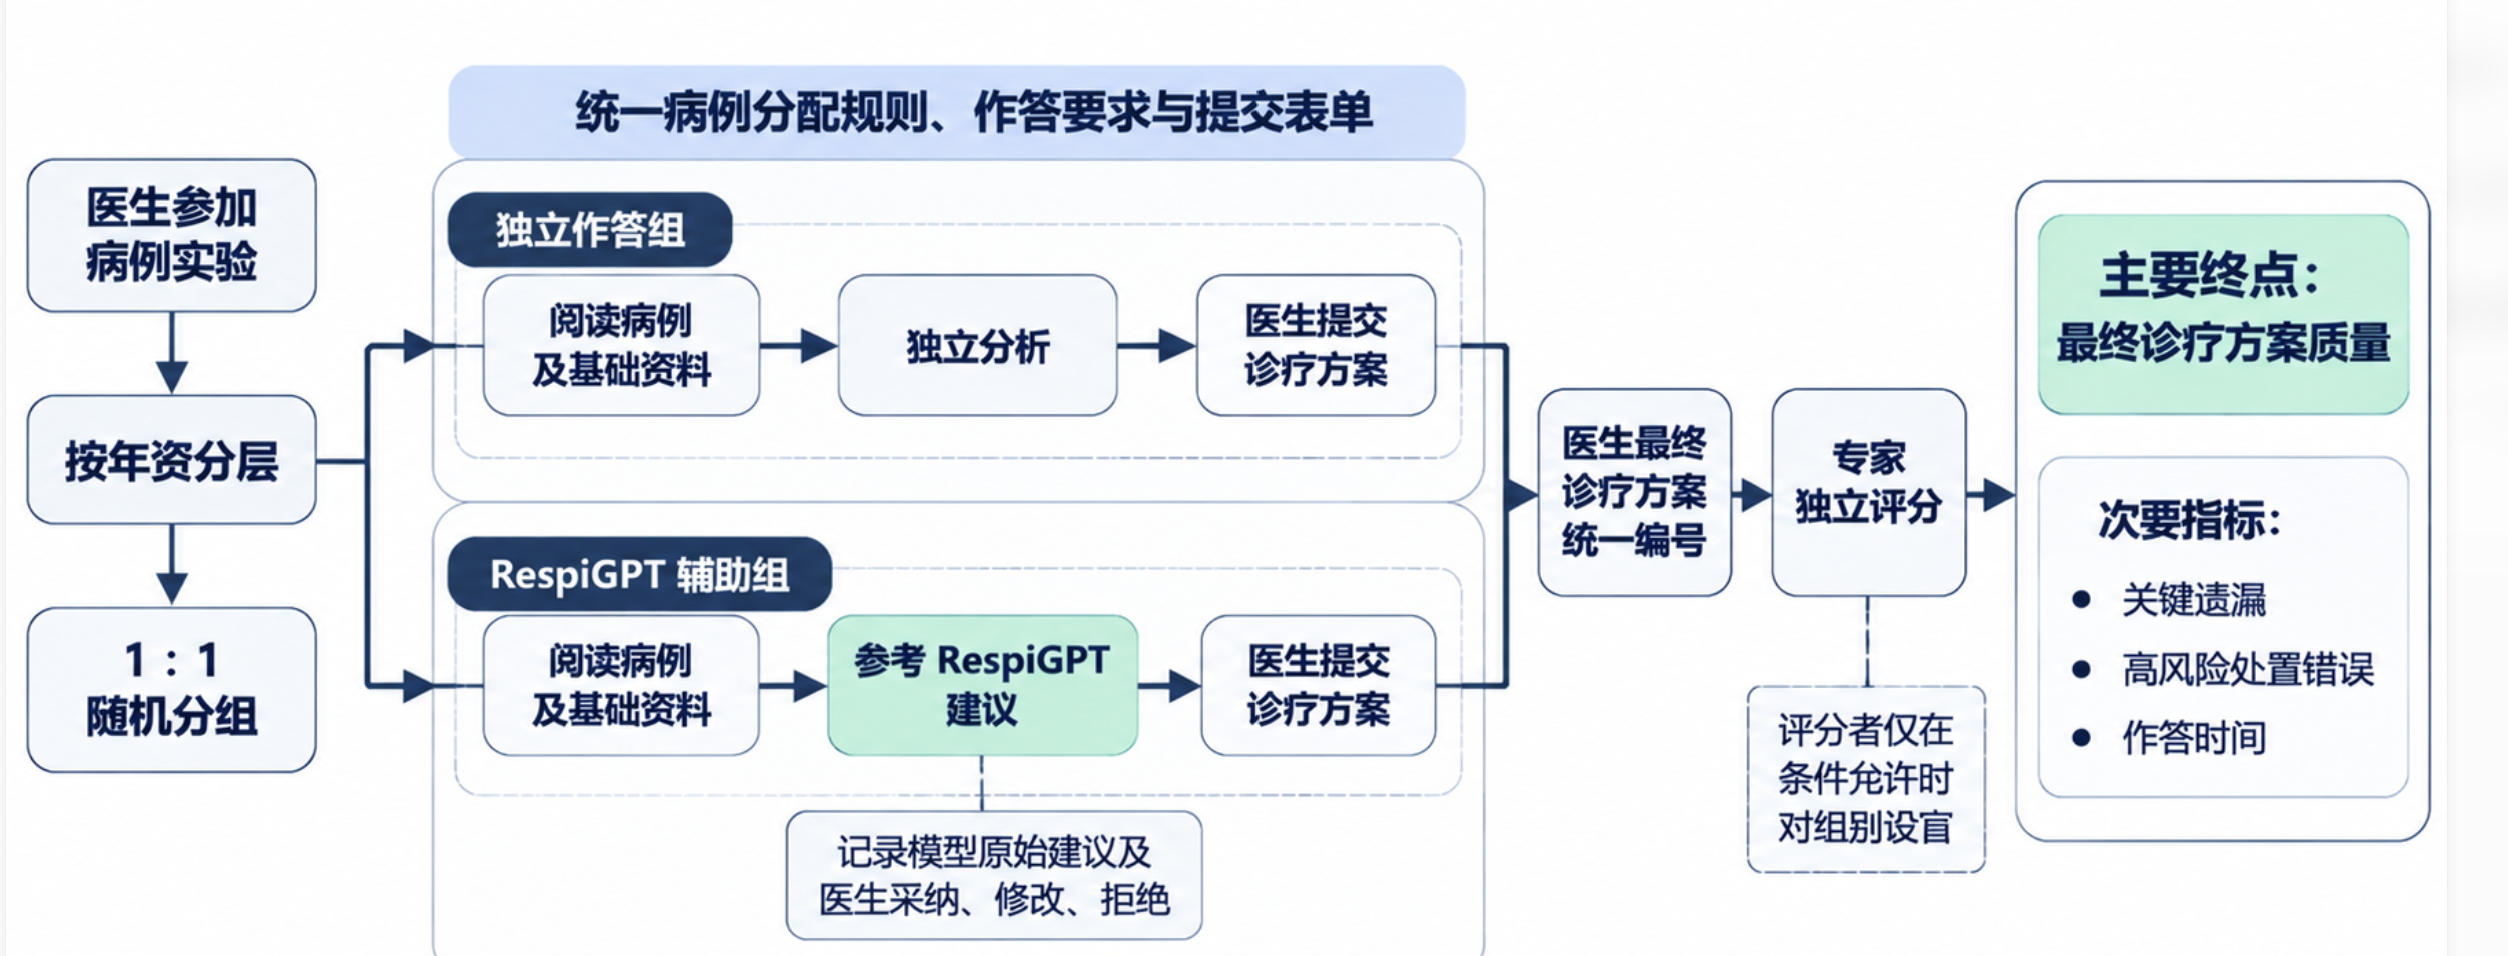 统一病例分配规则、作答要求与提交表单
医生参加
病例实验
按年资分层
1：1
随机分组
独立作答组
阅读病例
及基础资料
独立分析
医生提交
诊疗方案
RespiGPT 辅助组
阅读病例
及基础资料
参考 RespiGPT
建议
医生提交
诊疗方案
记录模型原始建议及
医生采纳、修改、拒绝
医生最终
诊疗方案
统一编号
专家
独立评分
评分者仅在
条件允许时
对组别设盲
主要终点：
最终诊疗方案质量
次要指标：
● 关键遗漏
● 高风险处置错误
● 作答时间